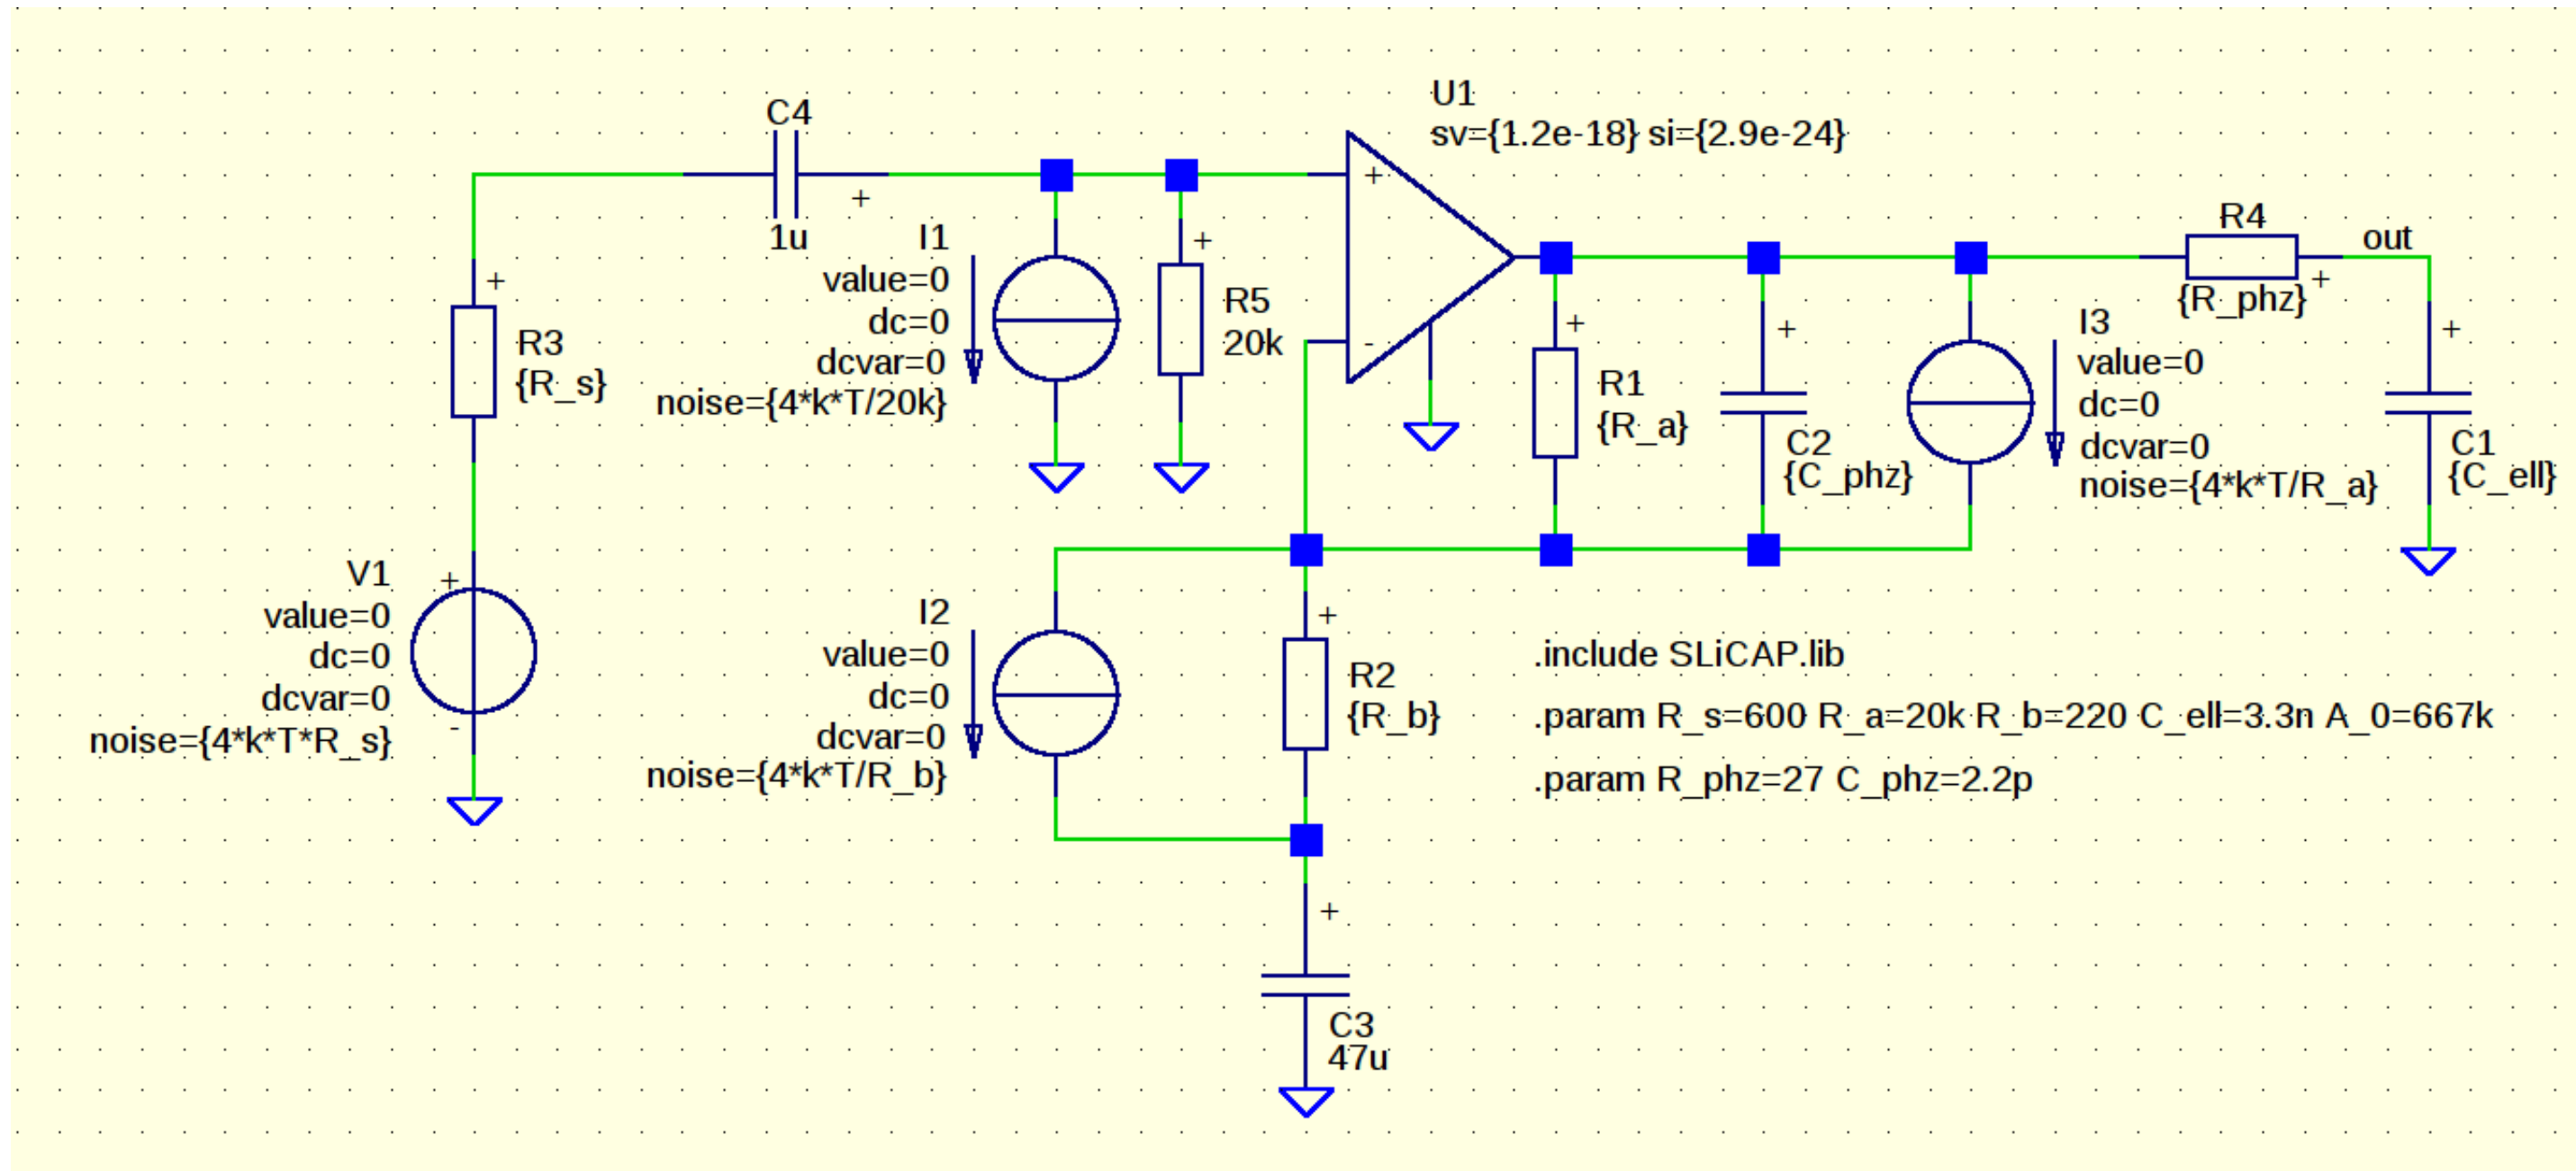 C4
+
1u
+
R3
{R_s}
V1
value=0
dc=0
dcvar=0
noise={4*k*T*R_s}
+
-
I1
value=0
dc=0
dcvar=0
noise={4*k*T/20k}
+
R5
20k
U1
sv={1.2e-18} si={2.9e-24}
+
-
+
R1
{R_a}
+
C2
{C_phz}
I3
value=0
dc=0
dcvar=0
noise={4*k*T/R_a}
R4
{R_phz}
+
out
+
C1
{C_ell}
I2
value=0
dc=0
dcvar=0
noise={4*k*T/R_b}
+
R2
{R_b}
+
C3
47u
.include SLiCAP.lib
.param R_s=600 R_a=20k R_b=220 C_ell=3.3n A_0=667k
.param R_phz=27 C_phz=2.2p